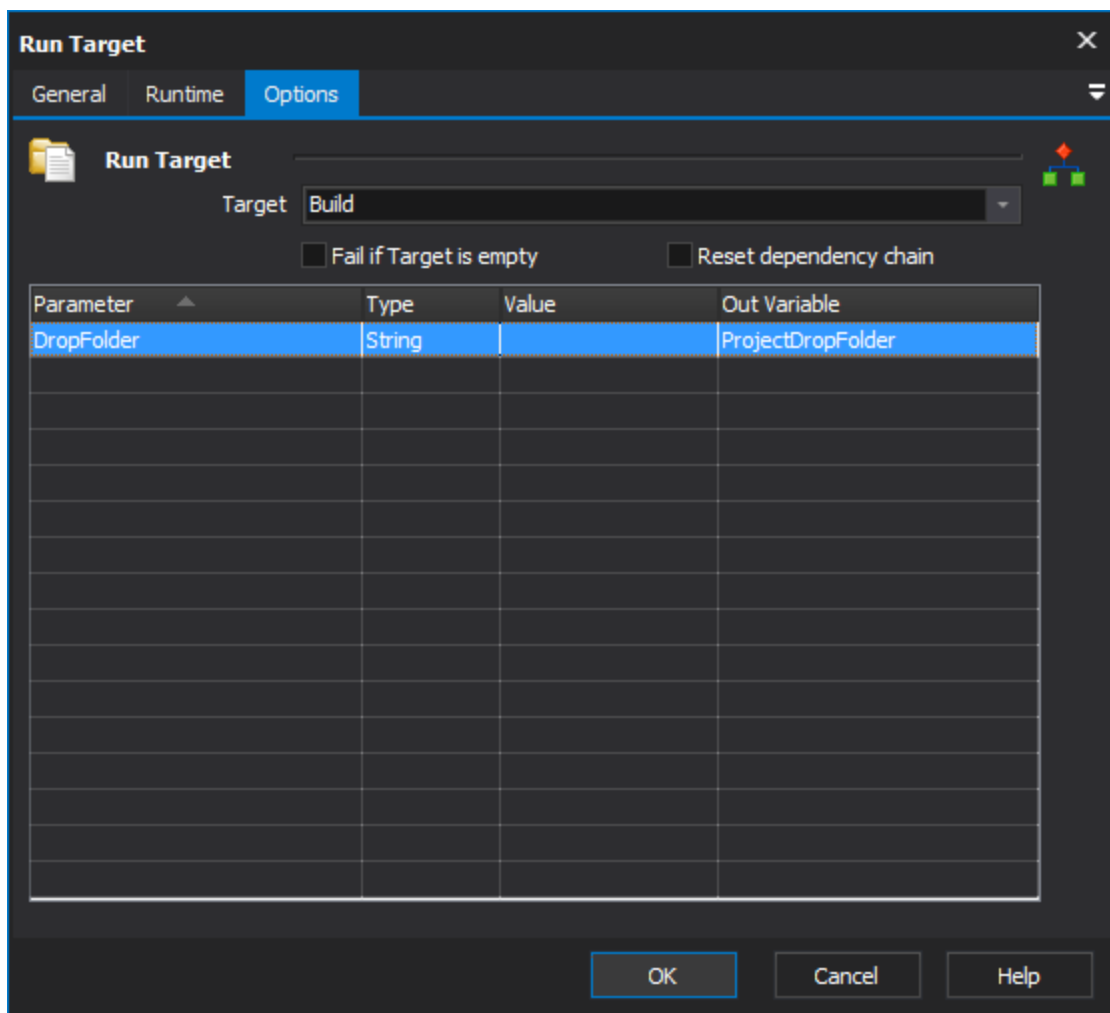 Run Target
General Runtime Options
Run Target
Target Build
Fail if Target is empty Reset dependency chain
Parameter Type Value Out Variable
DropFolder String ProjectDropFolder
OK Cancel Help